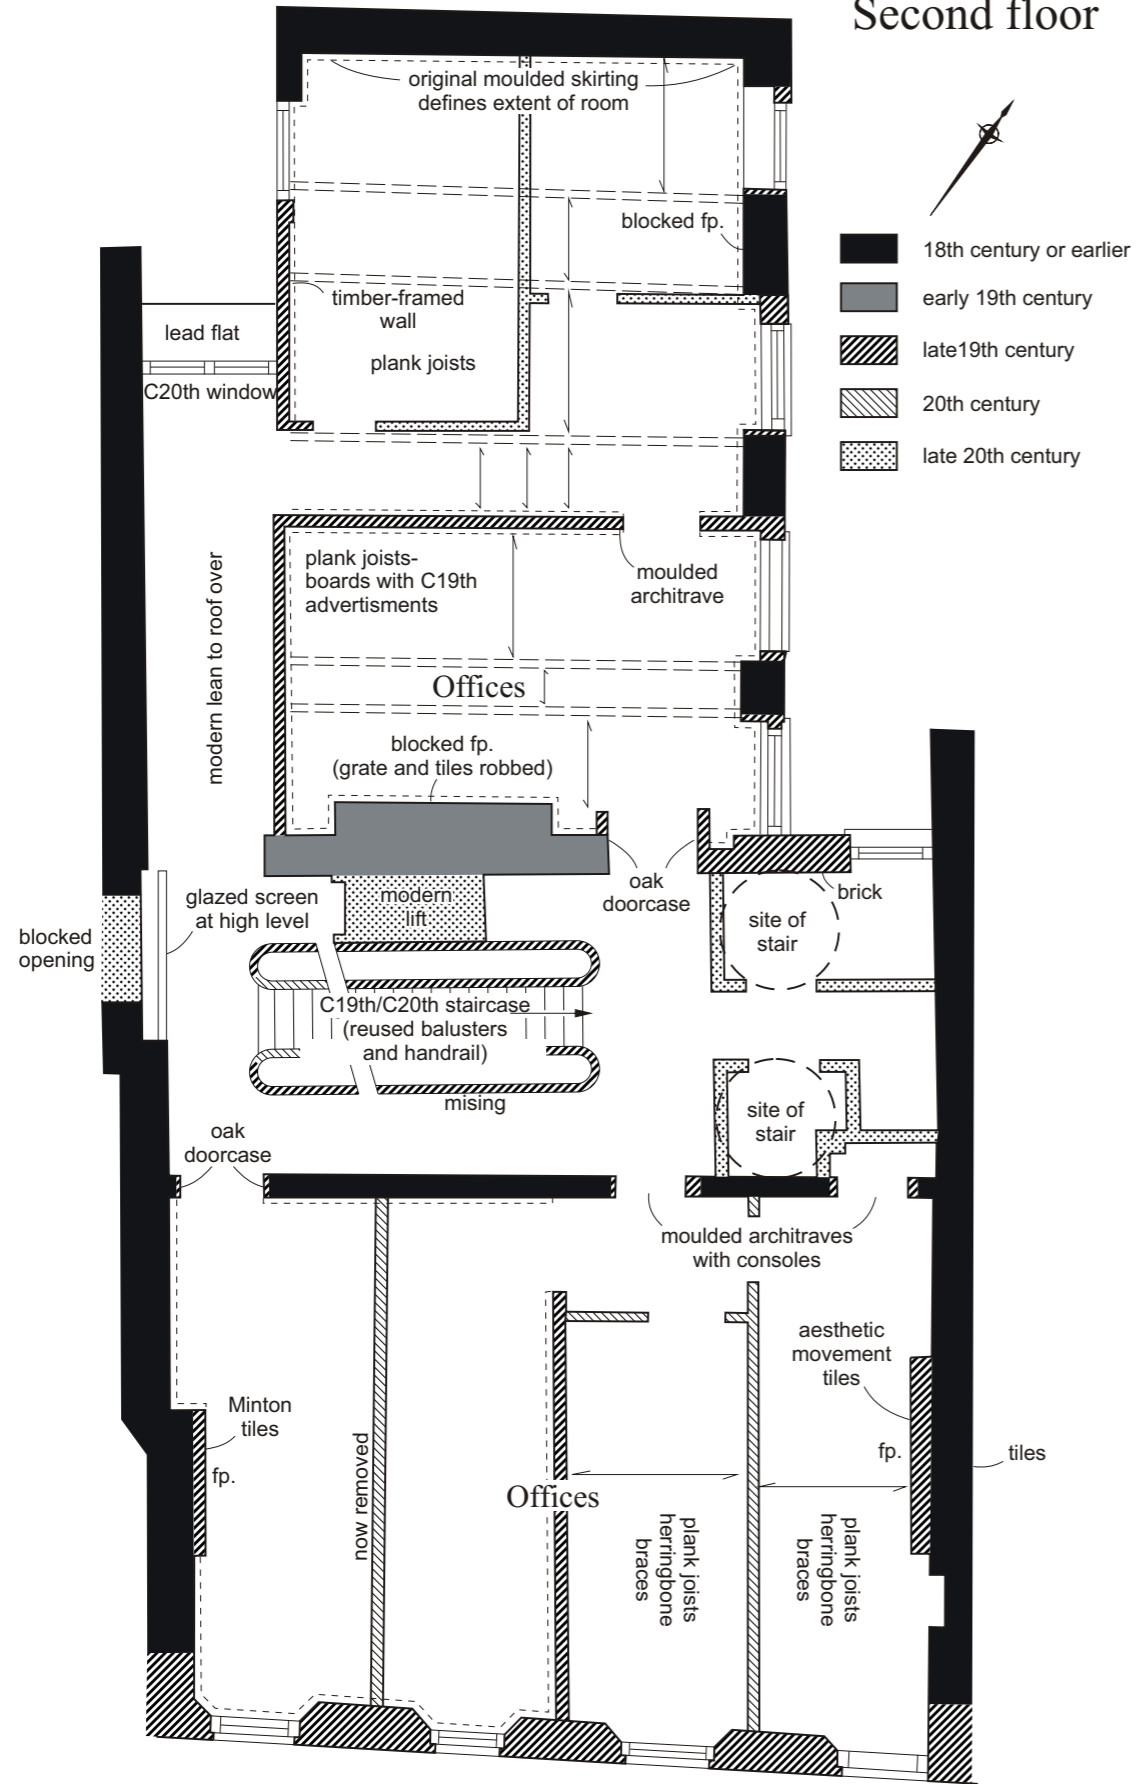 Second floor
original moulded skirting
defines extent of room
blocked fp.
18th century or earlier
early 19th century
late19th century
20th century
late 20th century
timber-framed
wall
lead flat
plank joists
C20th window
modern lean to roof over
plank joists-
boards with C19th
advertisments
moulded
architrave
Offices
blocked fp.
(grate and tiles robbed)
oak
doorcase
brick
glazed screen
at high level
modern
lift
site of
stair
blocked
opening
C19th/C20th staircase
(reused balusters
and handrail)
mising
site of
stair
oak
doorcase
moulded architraves
with consoles
aesthetic
movement
tiles
Minton
tiles
fp.
fp.
tiles
now removed
Offices
plank joists
herringbone
braces
plank joists
herringbone
braces